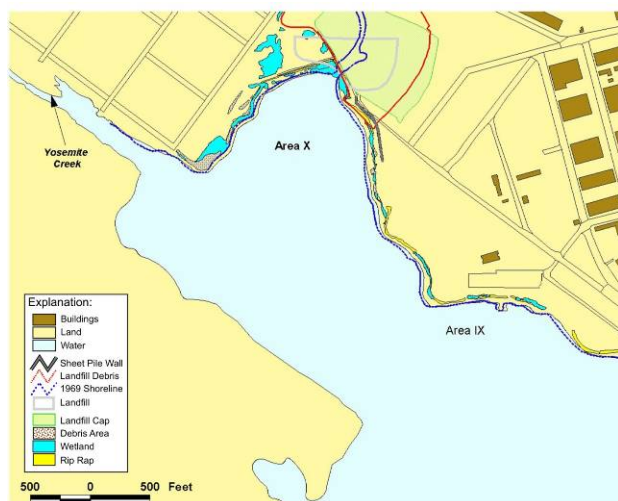 Area X
Yosemite
Creek
Area IX
Explanation:
Buildings
Land
Water
Sheet Pile Wall
Landfill Debris
1969 Shoreline
Landfill
Landfill Cap
Debris Area
Wetland
Rip Rap
500 0 500 Feet